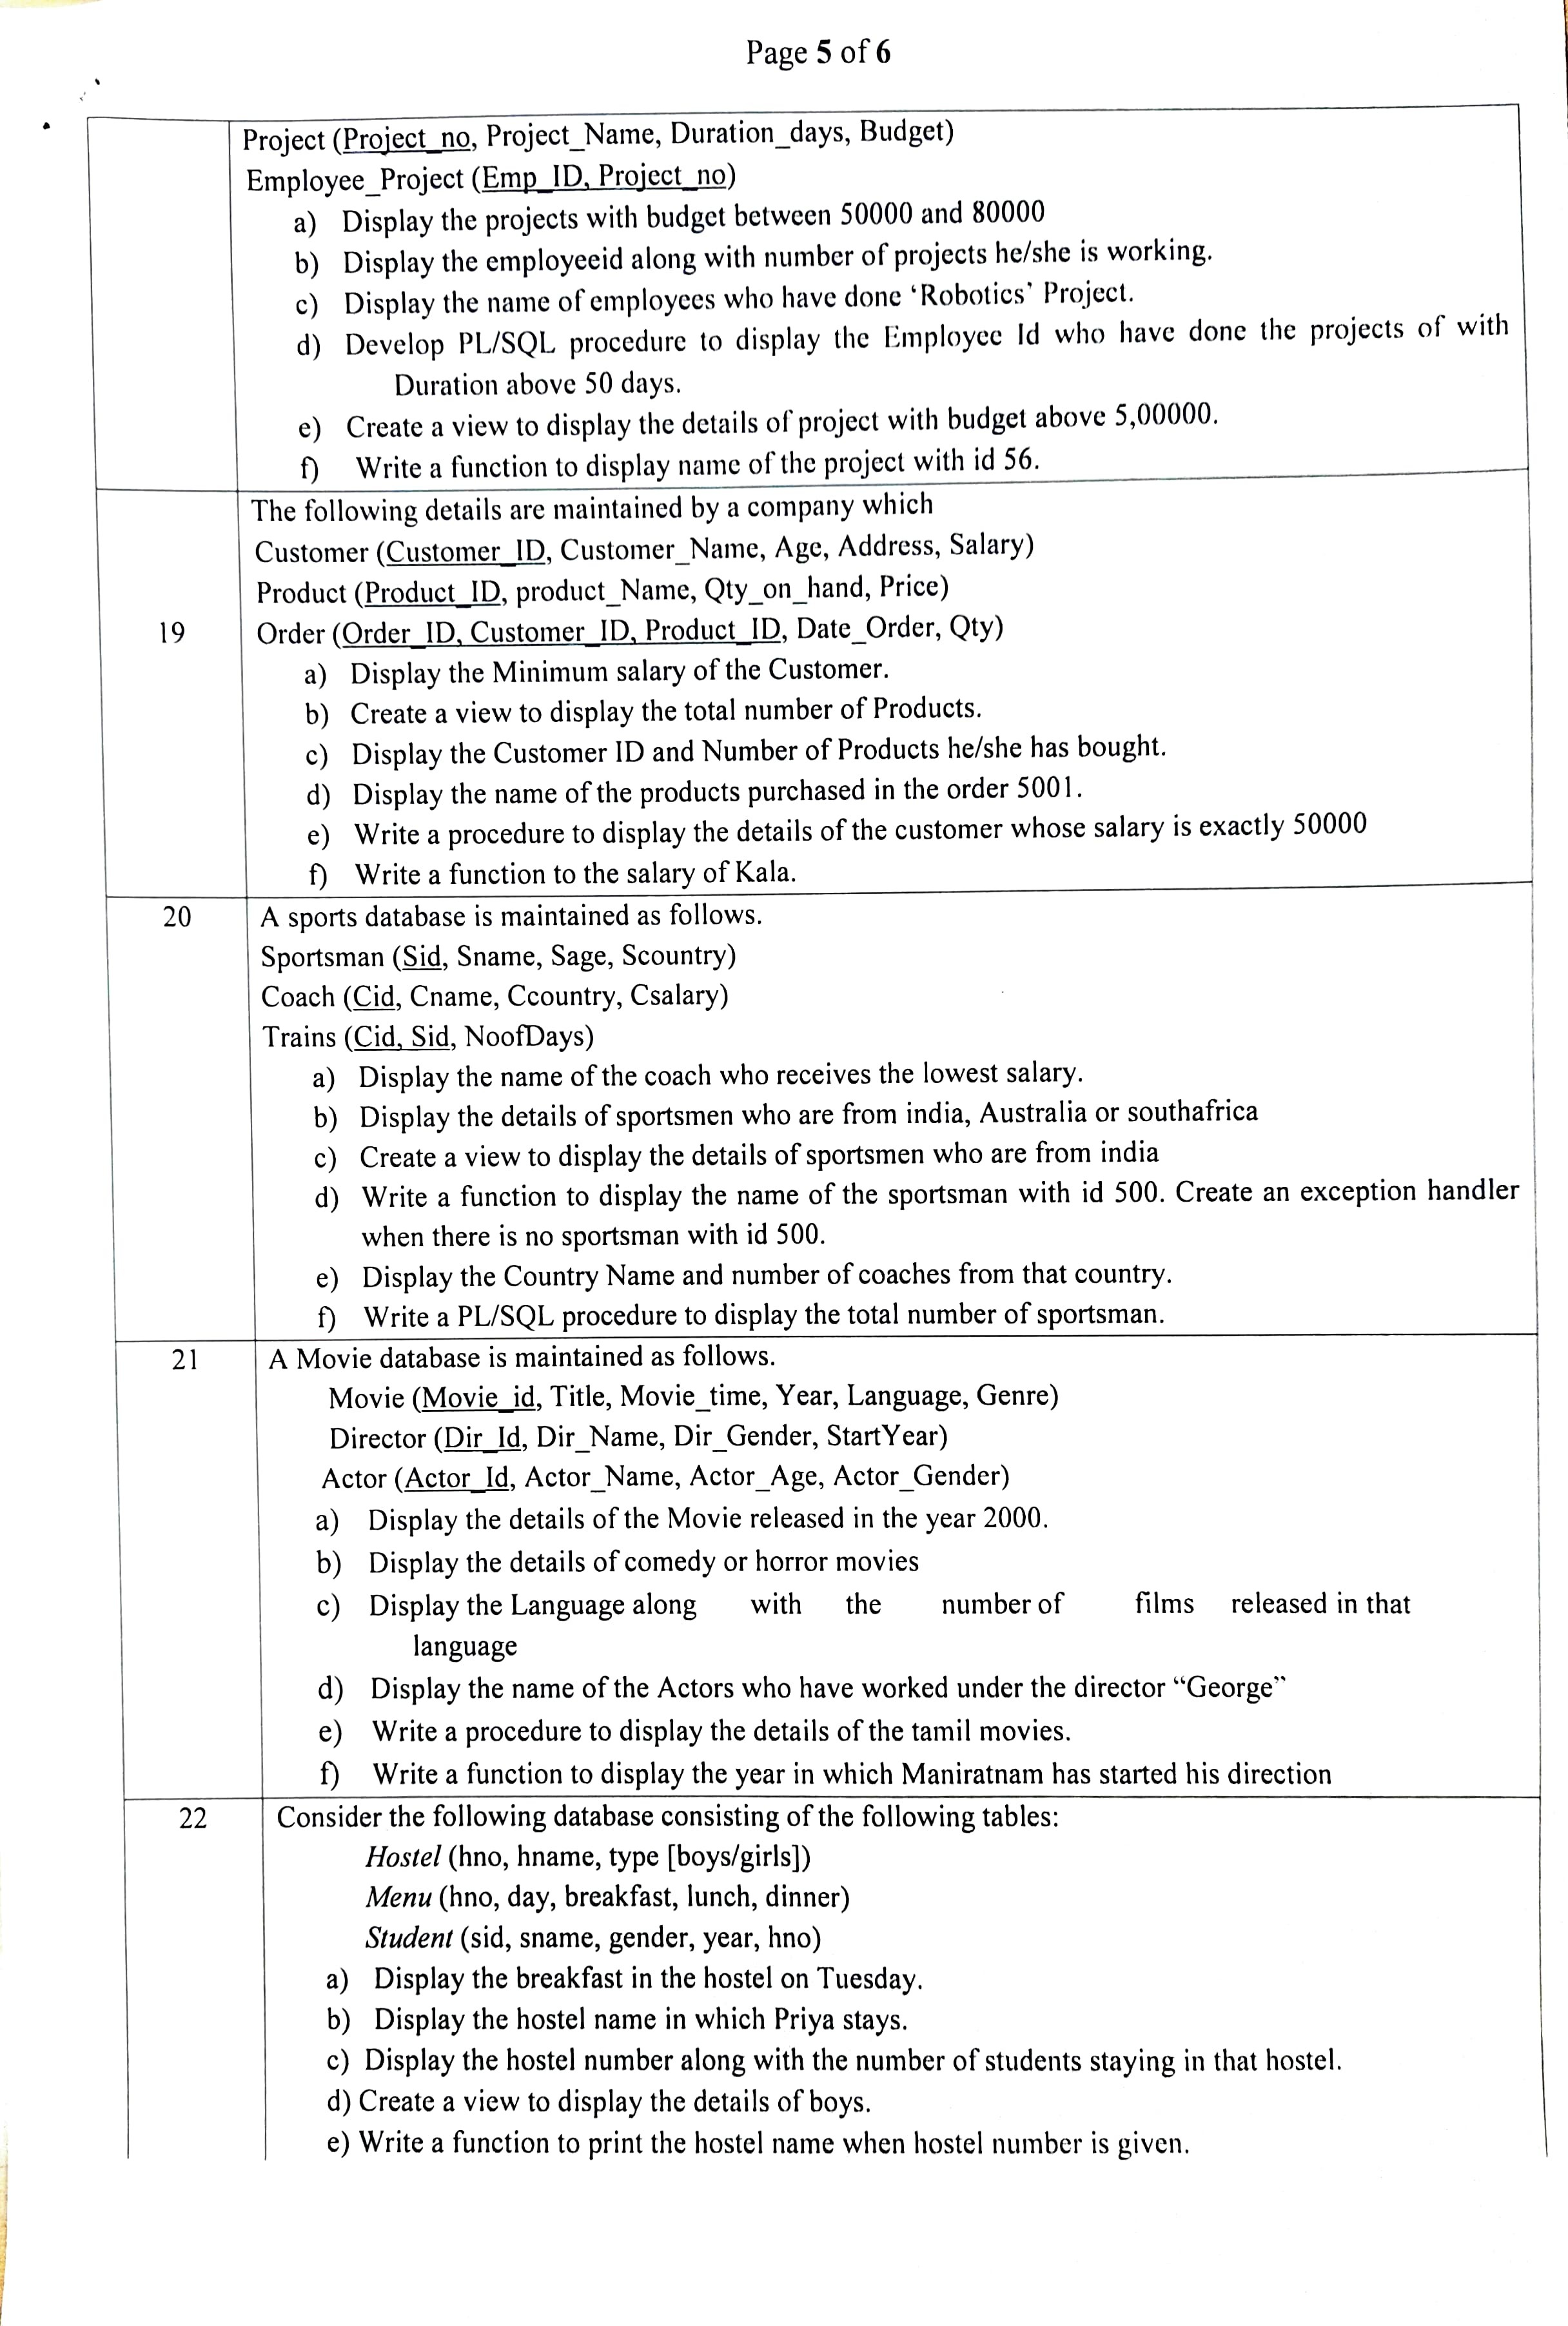 Page 5 of 6
Project (Project_no, Project_Name, Duration_days, Budget)
Employee_Project (Emp_ID, Project_no)
a) Display the projects with budget between 50000 and 80000
b) Display the employeeid along with number of projects he/she is working.
c) Display the name of employees who have done ‘Robotics’ Project.
d) Develop PL/SQL procedure to display the Employee Id who have done the projects of with
Duration above 50 days.
e) Create a view to display the details of project with budget above 5,00000.
f) Write a function to display name of the project with id 56.
The following details are maintained by a company which
Customer (Customer_ID, Customer_Name, Age, Address, Salary)
Product (Product_ID, product_Name, Qty_on_hand, Price)
19 Order (Order_ID, Customer_ID, Product_ID, Date_Order, Qty)
a) Display the Minimum salary of the Customer.
b) Create a view to display the total number of Products.
c) Display the Customer ID and Number of Products he/she has bought.
d) Display the name of the products purchased in the order 5001.
e) Write a procedure to display the details of the customer whose salary is exactly 50000
f) Write a function to the salary of Kala.
20 A sports database is maintained as follows.
Sportsman (Sid, Sname, Sage, Scountry)
Coach (Cid, Cname, Ccountry, Csalary)
Trains (Cid, Sid, NoofDays)
a) Display the name of the coach who receives the lowest salary.
b) Display the details of sportsmen who are from india, Australia or southafrica
c) Create a view to display the details of sportsmen who are from india
d) Write a function to display the name of the sportsman with id 500. Create an exception handler
when there is no sportsman with id 500.
e) Display the Country Name and number of coaches from that country.
f) Write a PL/SQL procedure to display the total number of sportsman.
21 A Movie database is maintained as follows.
Movie (Movie_id, Title, Movie_time, Year, Language, Genre)
Director (Dir_Id, Dir_Name, Dir_Gender, StartYear)
Actor (Actor_Id, Actor_Name, Actor_Age, Actor_Gender)
a) Display the details of the Movie released in the year 2000.
b) Display the details of comedy or horror movies
c) Display the Language along with the number of films released in that
language
d) Display the name of the Actors who have worked under the director “George”
e) Write a procedure to display the details of the tamil movies.
f) Write a function to display the year in which Maniratnam has started his direction
22 Consider the following database consisting of the following tables:
Hostel (hno, hname, type [boys/girls])
Menu (hno, day, breakfast, lunch, dinner)
Student (sid, sname, gender, year, hno)
a) Display the breakfast in the hostel on Tuesday.
b) Display the hostel name in which Priya stays.
c) Display the hostel number along with the number of students staying in that hostel.
d) Create a view to display the details of boys.
e) Write a function to print the hostel name when hostel number is given.